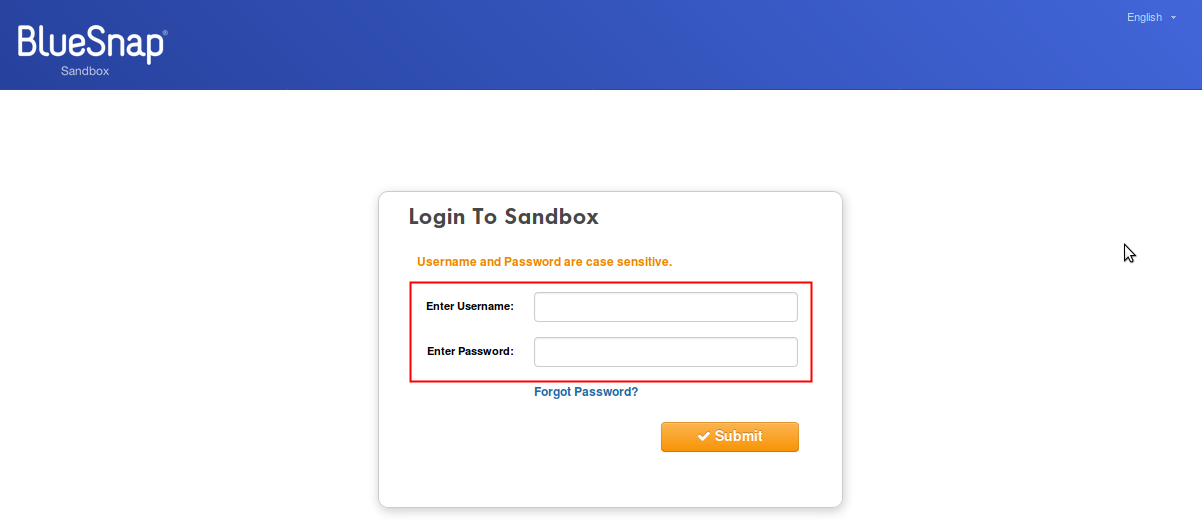 English
BlueSnap®
Sandbox
Login To Sandbox
Username and Password are case sensitive.
Enter Username:
Enter Password:
Forgot Password?
Submit